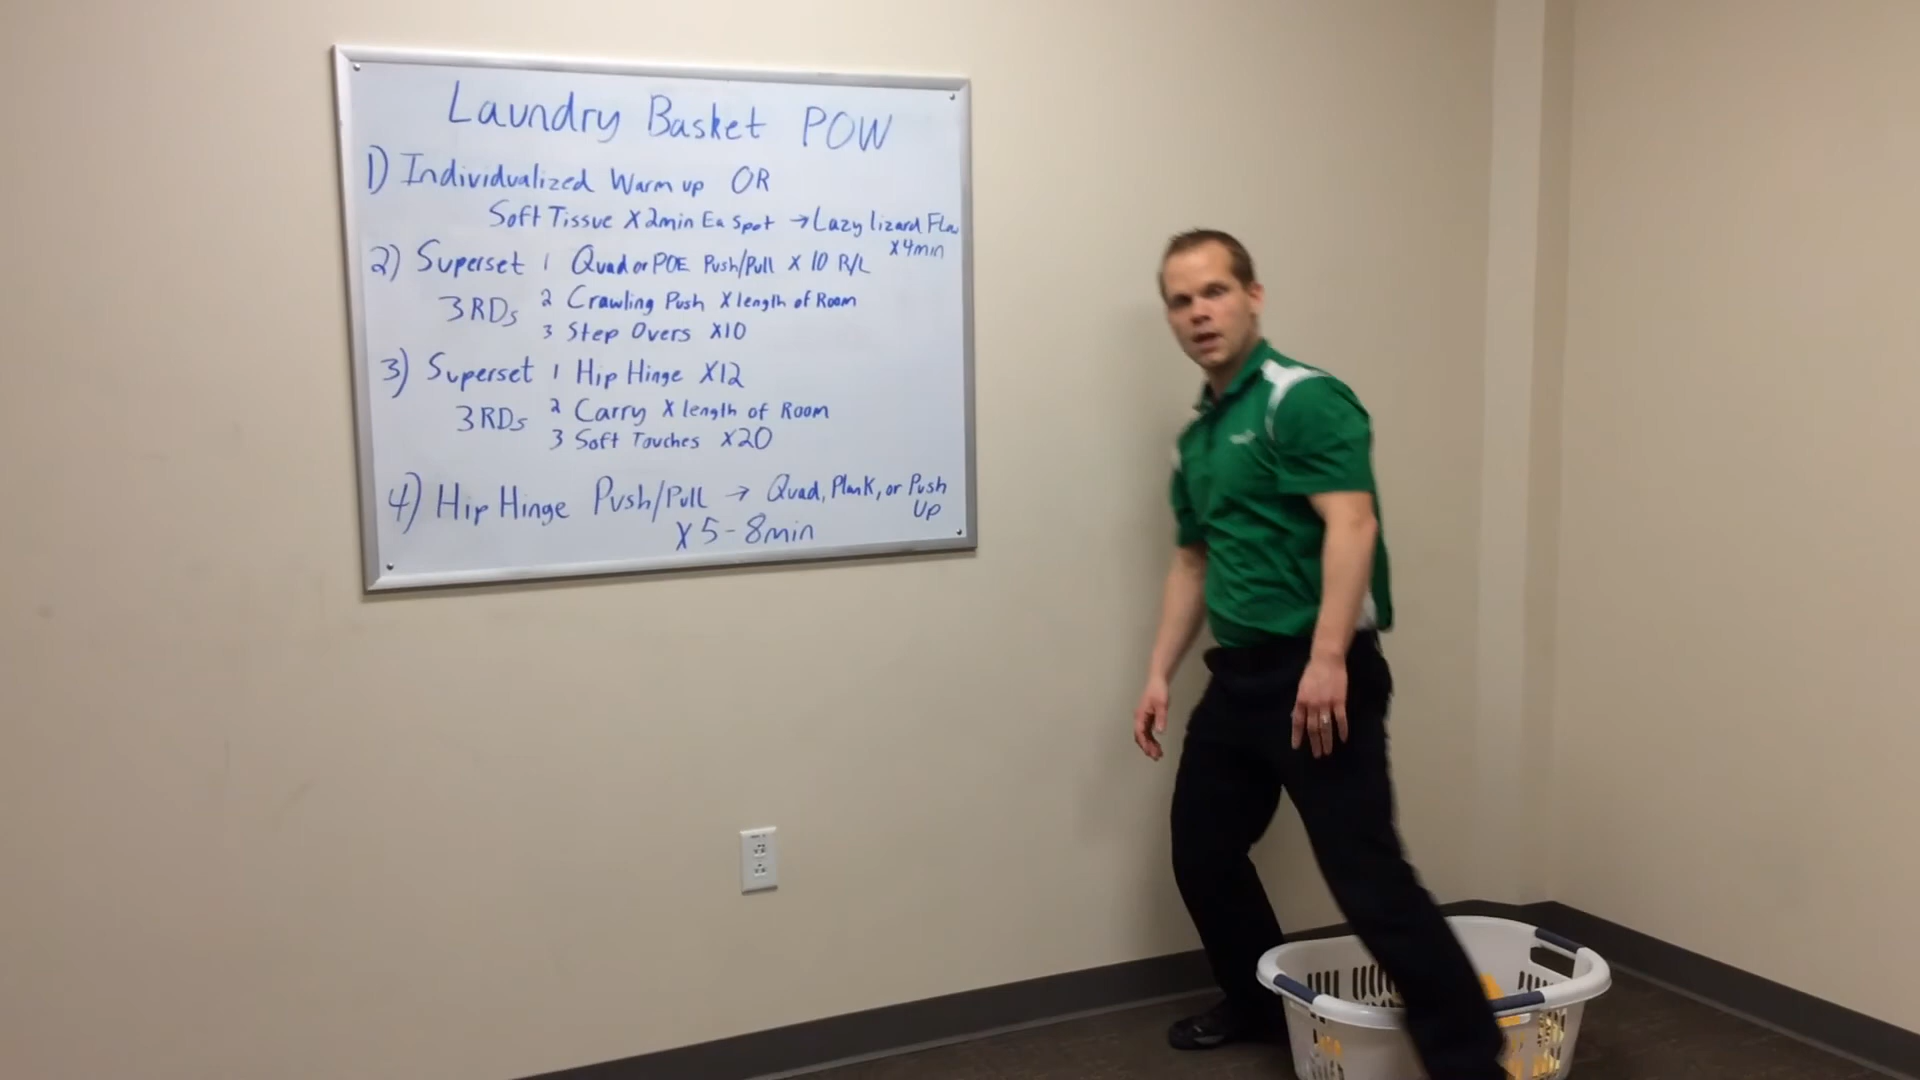 Laundry Basket POW
1) Individualized Warm up OR
Soft Tissue X 2min Ea Spot → Lazy lizard Flow
X 4min
2) Superset 1 Quad or POE Push/Pull X 10 R/L
3 RDs 2 Crawling Push X length of Room
3 Step Overs X10
3) Superset 1 Hip Hinge X12
3 RDs 2 Carry X length of Room
3 Soft Touches X20
4) Hip Hinge Push/Pull → Quad, Plank, or Push
Up
X 5-8min